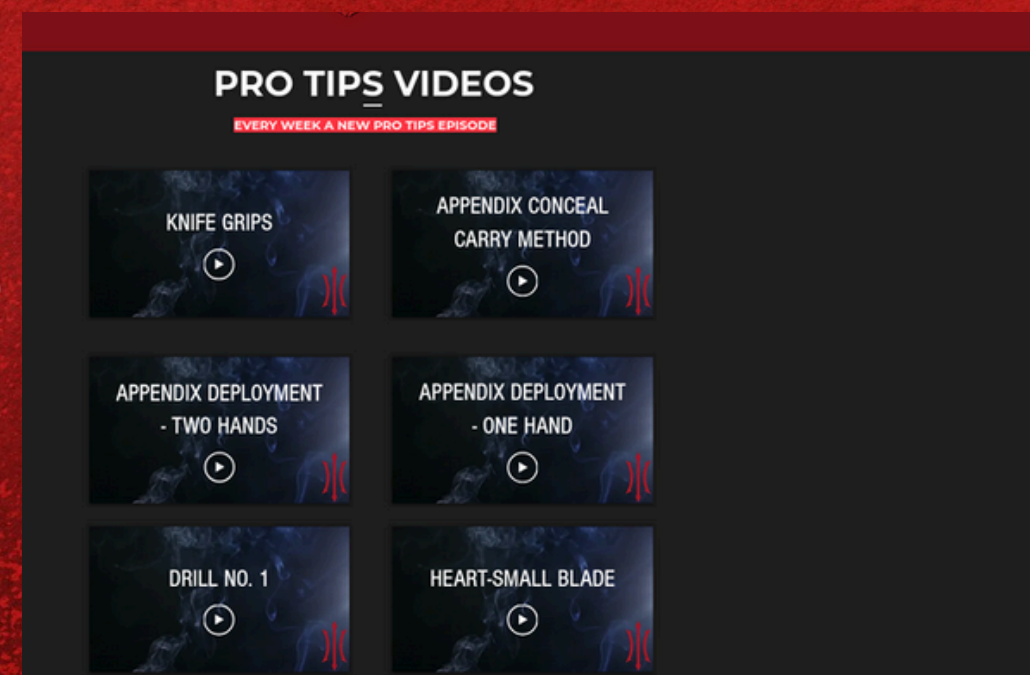 PRO TIPS VIDEOS
EVERY WEEK A NEW PRO TIPS EPISODE
KNIFE GRIPS
APPENDIX CONCEAL
CARRY METHOD
APPENDIX DEPLOYMENT
- TWO HANDS
APPENDIX DEPLOYMENT
- ONE HAND
DRILL NO. 1
HEART-SMALL BLADE